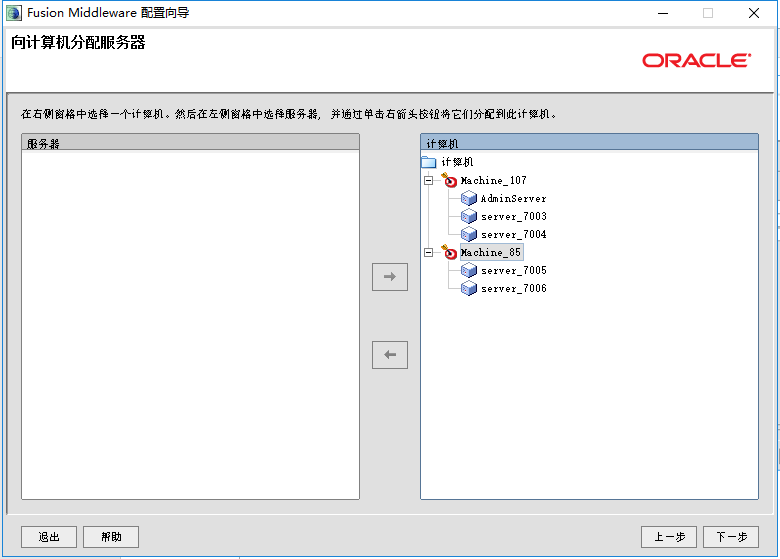 Fusion Middleware 配置向导
向计算机分配服务器
ORACLE
在右侧窗格中选择一个计算机。然后在左侧窗格中选择服务器, 并通过单击右箭头按钮将它们分配到此计算机。
服务器
计算机
计算机
Machine_107
AdminServer
server_7003
server_7004
Machine_85
server_7005
server_7006
退出
帮助
上一步
下一步